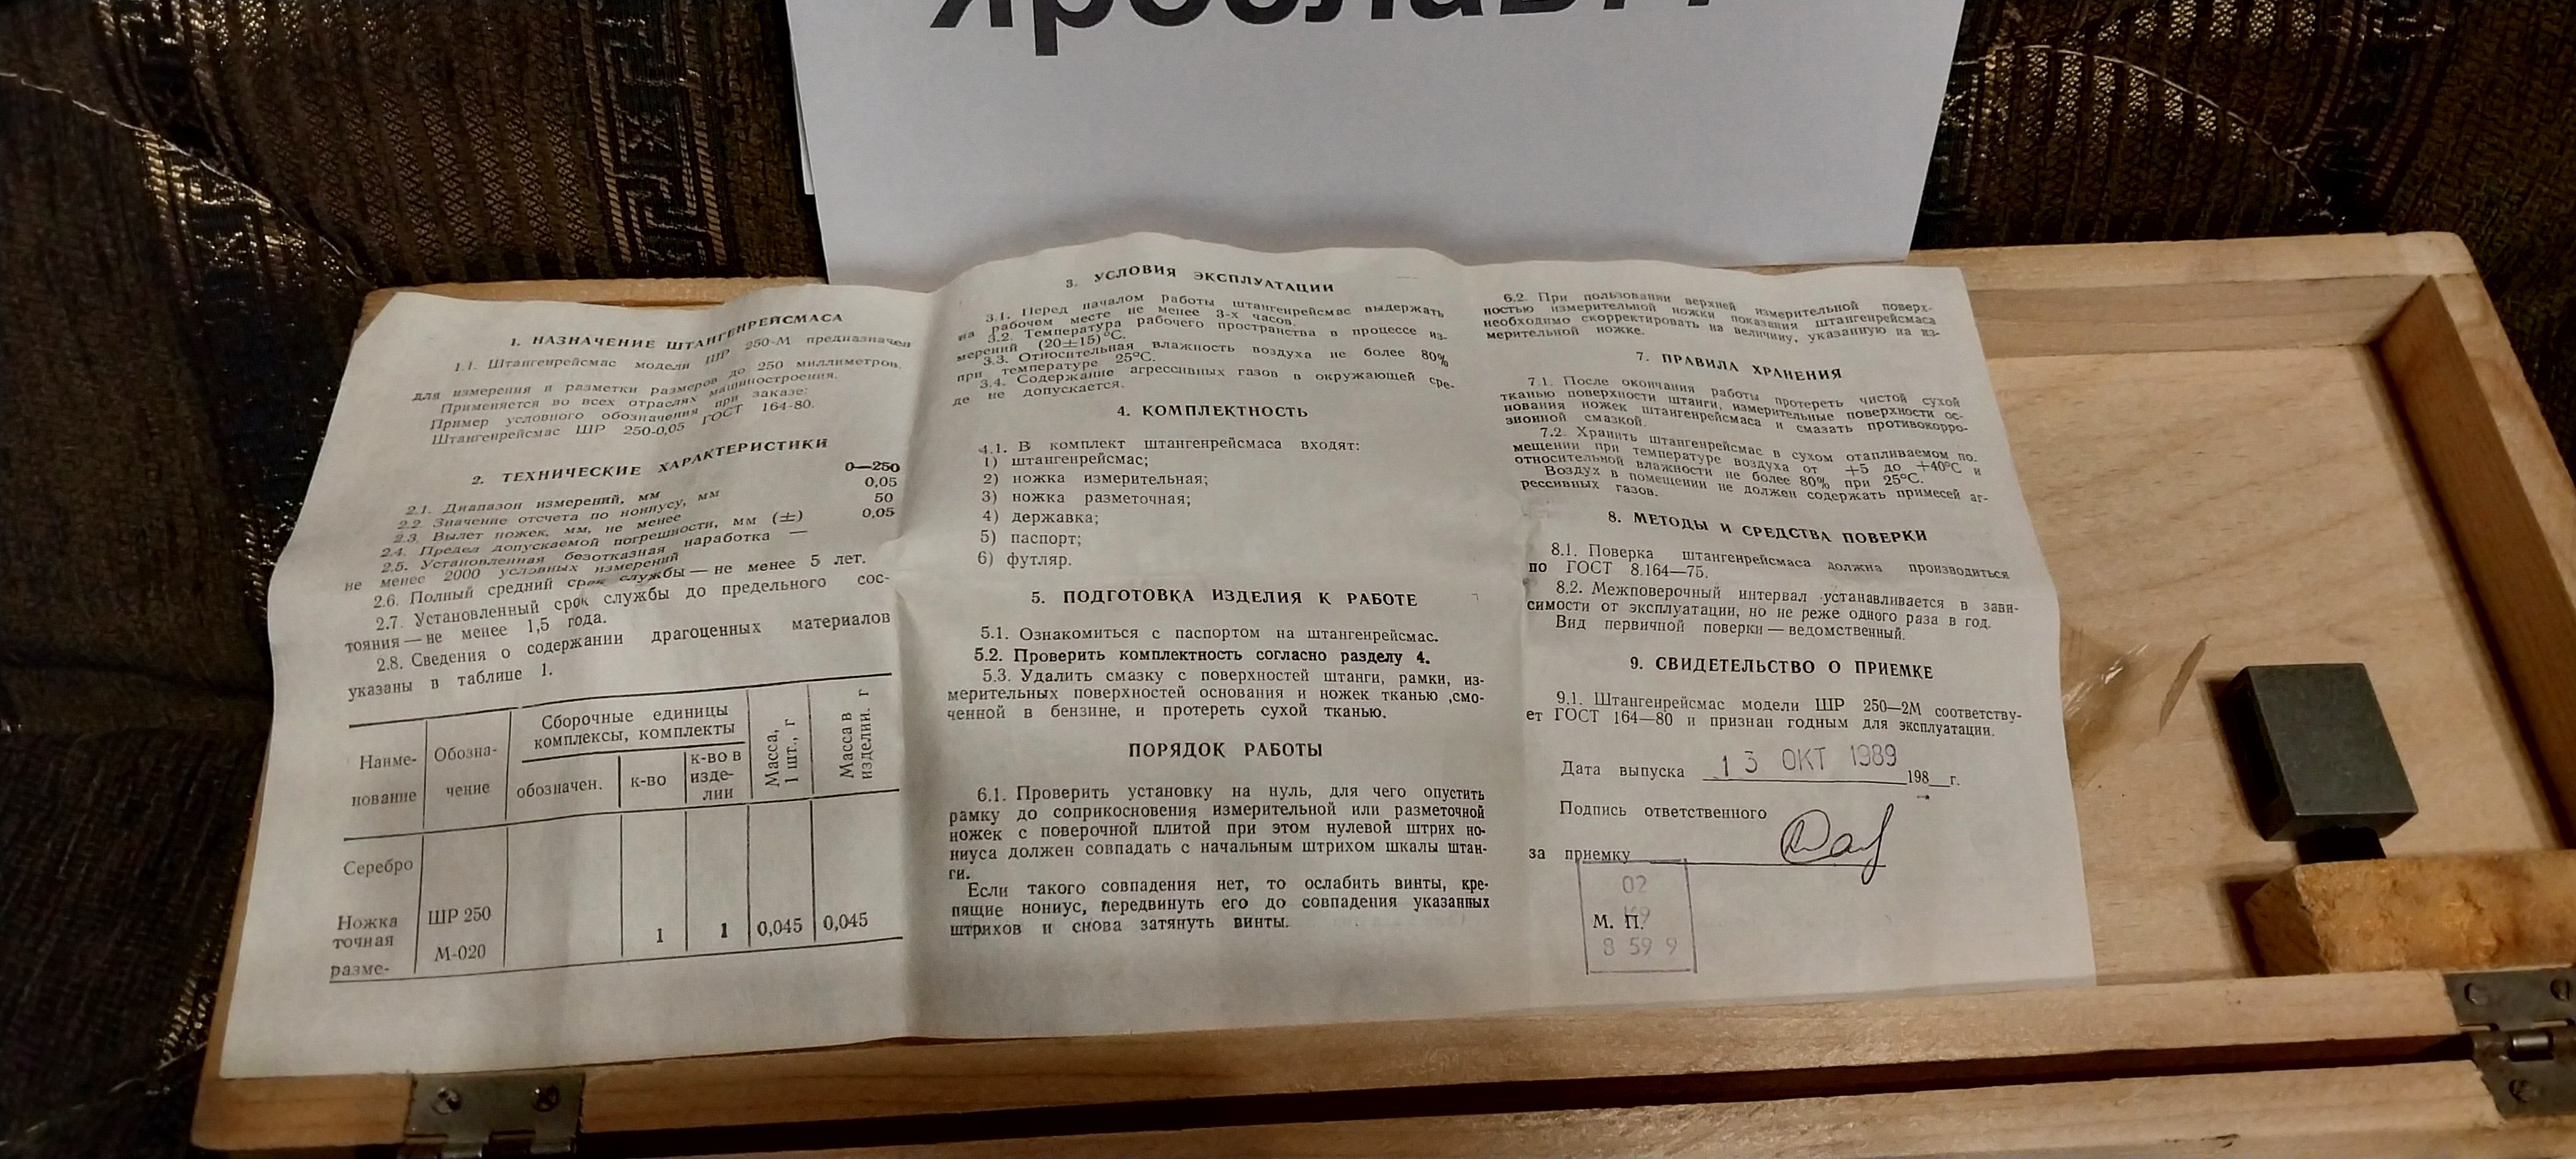 1. НАЗНАЧЕНИЕ ШТАНГЕНРЕЙСМАСА
1.1. Штангенрейсмас модели ШР 250-М предназначен
для измерения и разметки размеров до 250 миллиметров.
Применяется во всех отраслях машиностроения.
Пример условного обозначения при заказе:
Штангенрейсмас ШР 250-0,05 ГОСТ 164-80.
2. ТЕХНИЧЕСКИЕ ХАРАКТЕРИСТИКИ
2.1. Диапазон измерений, мм 0—250
2.2. Значение отсчета по нониусу, мм 0,05
2.3. Вылет ножек, мм, не менее 50
2.4. Предел допускаемой погрешности, мм (±) 0,05
2.5. Установленная безотказная наработка —
не менее 2000 условных измерений
2.6. Полный средний срок службы — не менее 5 лет.
2.7. Установленный срок службы до предельного сос-
тояния — не менее 1,5 года.
2.8. Сведения о содержании драгоценных материалов
указаны в таблице 1.
Наиме-
нование
Обозна-
чение
Сборочные единицы
комплексы, комплекты
обозначен.
к-во
к-во в
изде-
лии
Масса,
1 шт., г
Масса в
изделии. г
Серебро
Ножка
точная
разме-
ШР 250
М-020
1
1
0,045
0,045
3. УСЛОВИЯ ЭКСПЛУАТАЦИИ
3.1. Перед началом работы штангенрейсмас выдержать
на рабочем месте не менее 3-х часов.
3.2. Температура рабочего пространства в процессе из-
мерений (20±15)°С.
3.3. Относительная влажность воздуха не более 80%
при температуре 25°С.
3.4. Содержание агрессивных газов в окружающей сре-
де не допускается.
4. КОМПЛЕКТНОСТЬ
4.1. В комплект штангенрейсмаса входят:
1) штангенрейсмас;
2) ножка измерительная;
3) ножка разметочная;
4) державка;
5) паспорт;
6) футляр.
5. ПОДГОТОВКА ИЗДЕЛИЯ К РАБОТЕ
5.1. Ознакомиться с паспортом на штангенрейсмас.
5.2. Проверить комплектность согласно разделу 4.
5.3. Удалить смазку с поверхностей штанги, рамки, из-
мерительных поверхностей основания и ножек тканью ,смо-
ченной в бензине, и протереть сухой тканью.
ПОРЯДОК РАБОТЫ
6.1. Проверить установку на нуль, для чего опустить
рамку до соприкосновения измерительной или разметочной
ножек с поверочной плитой при этом нулевой штрих но-
ниуса должен совпадать с начальным штрихом шкалы штан-
ги.
Если такого совпадения нет, то ослабить винты, кре-
пящие нониус, передвинуть его до совпадения указанных
штрихов и снова затянуть винты.
6.2. При пользовании верхней измерительной поверх-
ностью измерительной ножки показания штангенрейсмаса
необходимо скорректировать на величину, указанную на из-
мерительной ножке.
7. ПРАВИЛА ХРАНЕНИЯ
7.1. После окончания работы протереть чистой сухой
тканью поверхности штанги, измерительные поверхности ос-
нования ножек штангенрейсмаса и смазать противокорро-
зионной смазкой.
7.2. Хранить штангенрейсмас в сухом отапливаемом по-
мещении при температуре воздуха от +5 до +40°С и
относительной влажности не более 80% при 25°С.
Воздух в помещении не должен содержать примесей аг-
рессивных газов.
8. МЕТОДЫ И СРЕДСТВА ПОВЕРКИ
8.1. Поверка штангенрейсмаса должна производиться
по ГОСТ 8.164—75.
8.2. Межповерочный интервал устанавливается в зави-
симости от эксплуатации, но не реже одного раза в год.
Вид первичной поверки — ведомственный.
9. СВИДЕТЕЛЬСТВО О ПРИЕМКЕ
9.1. Штангенрейсмас модели ШР 250—2М соответству-
ет ГОСТ 164—80 и признан годным для эксплуатации.
Дата выпуска 13 ОКТ 1989 198 г.
Подпись ответственного
за приемку
02
М. П.
8 59 9